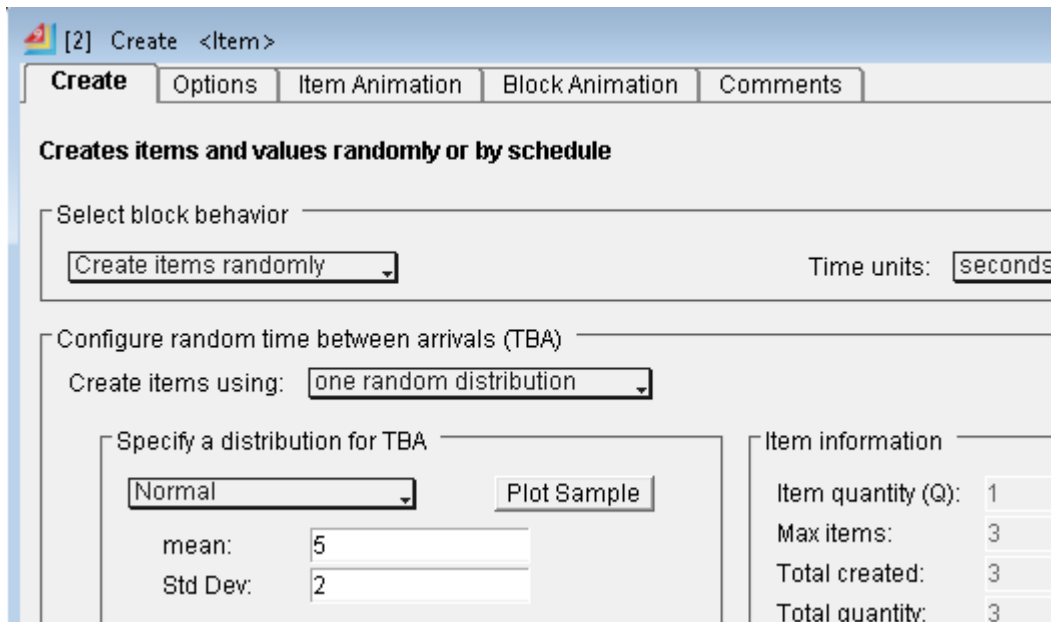 [2] Create <Item>
Create Options Item Animation Block Animation Comments
Creates items and values randomly or by schedule
Select block behavior
Create items randomly Time units: seconds
Configure random time between arrivals (TBA)
Create items using: one random distribution
Specify a distribution for TBA
Normal Plot Sample
mean: 5
Std Dev: 2
Item information
Item quantity (Q): 1
Max items: 3
Total created: 3
Total quantity: 3